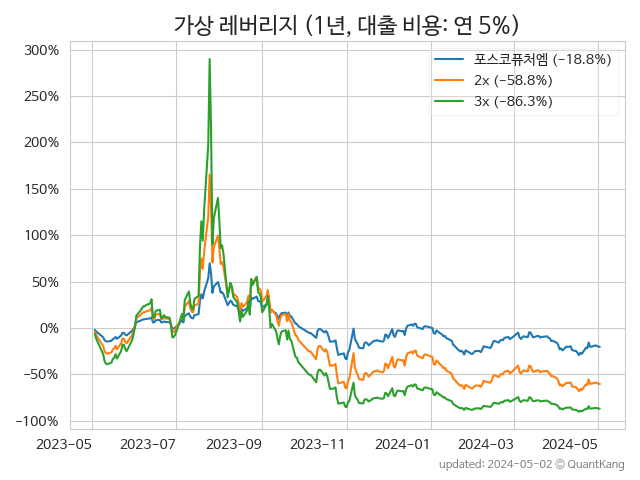 가상 레버리지 (1년, 대출 비용: 연 5%)
포스코퓨처엠 (-18.8%)
2x (-58.8%)
3x (-86.3%)
300%
250%
200%
150%
100%
50%
0%
-50%
-100%
2023-05 2023-07 2023-09 2023-11 2024-01 2024-03 2024-05
updated: 2024-05-02 © QuantKang